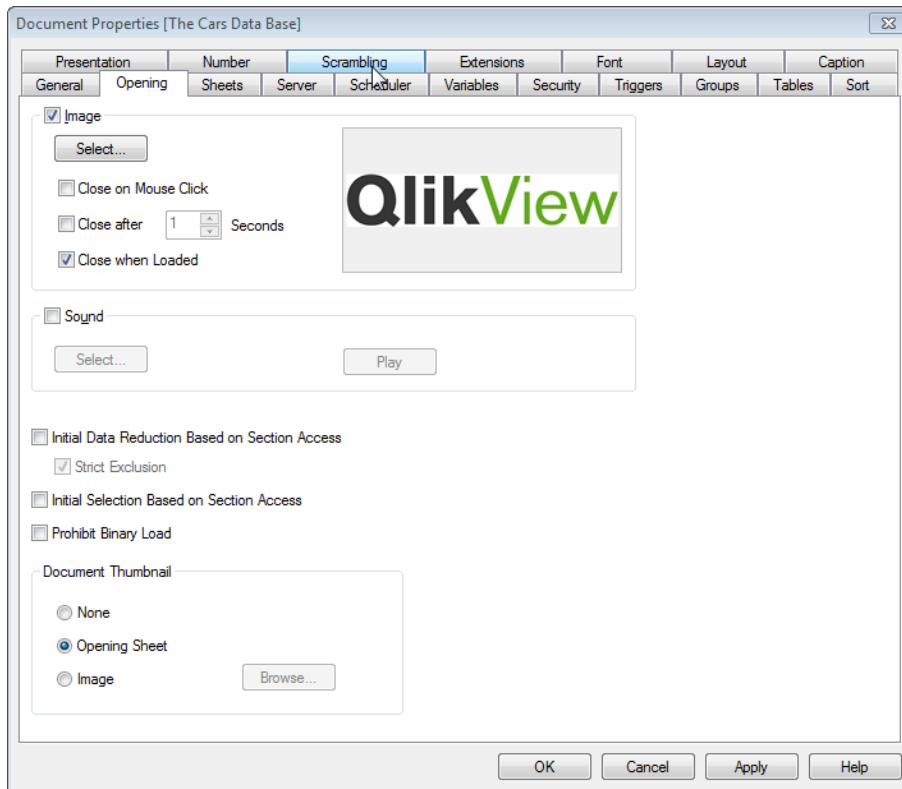 Document Properties [The Cars Data Base]
Presentation Number Scrambling Extensions Font Layout Caption
General Opening Sheets Server Scheduler Variables Security Triggers Groups Tables Sort
Image
Select...
Close on Mouse Click
Close after 1 Seconds
Close when Loaded
QlikView
Sound
Select... Play
Initial Data Reduction Based on Section Access
Strict Exclusion
Initial Selection Based on Section Access
Prohibit Binary Load
Document Thumbnail
None
Opening Sheet
Image Browse...
OK Cancel Apply Help